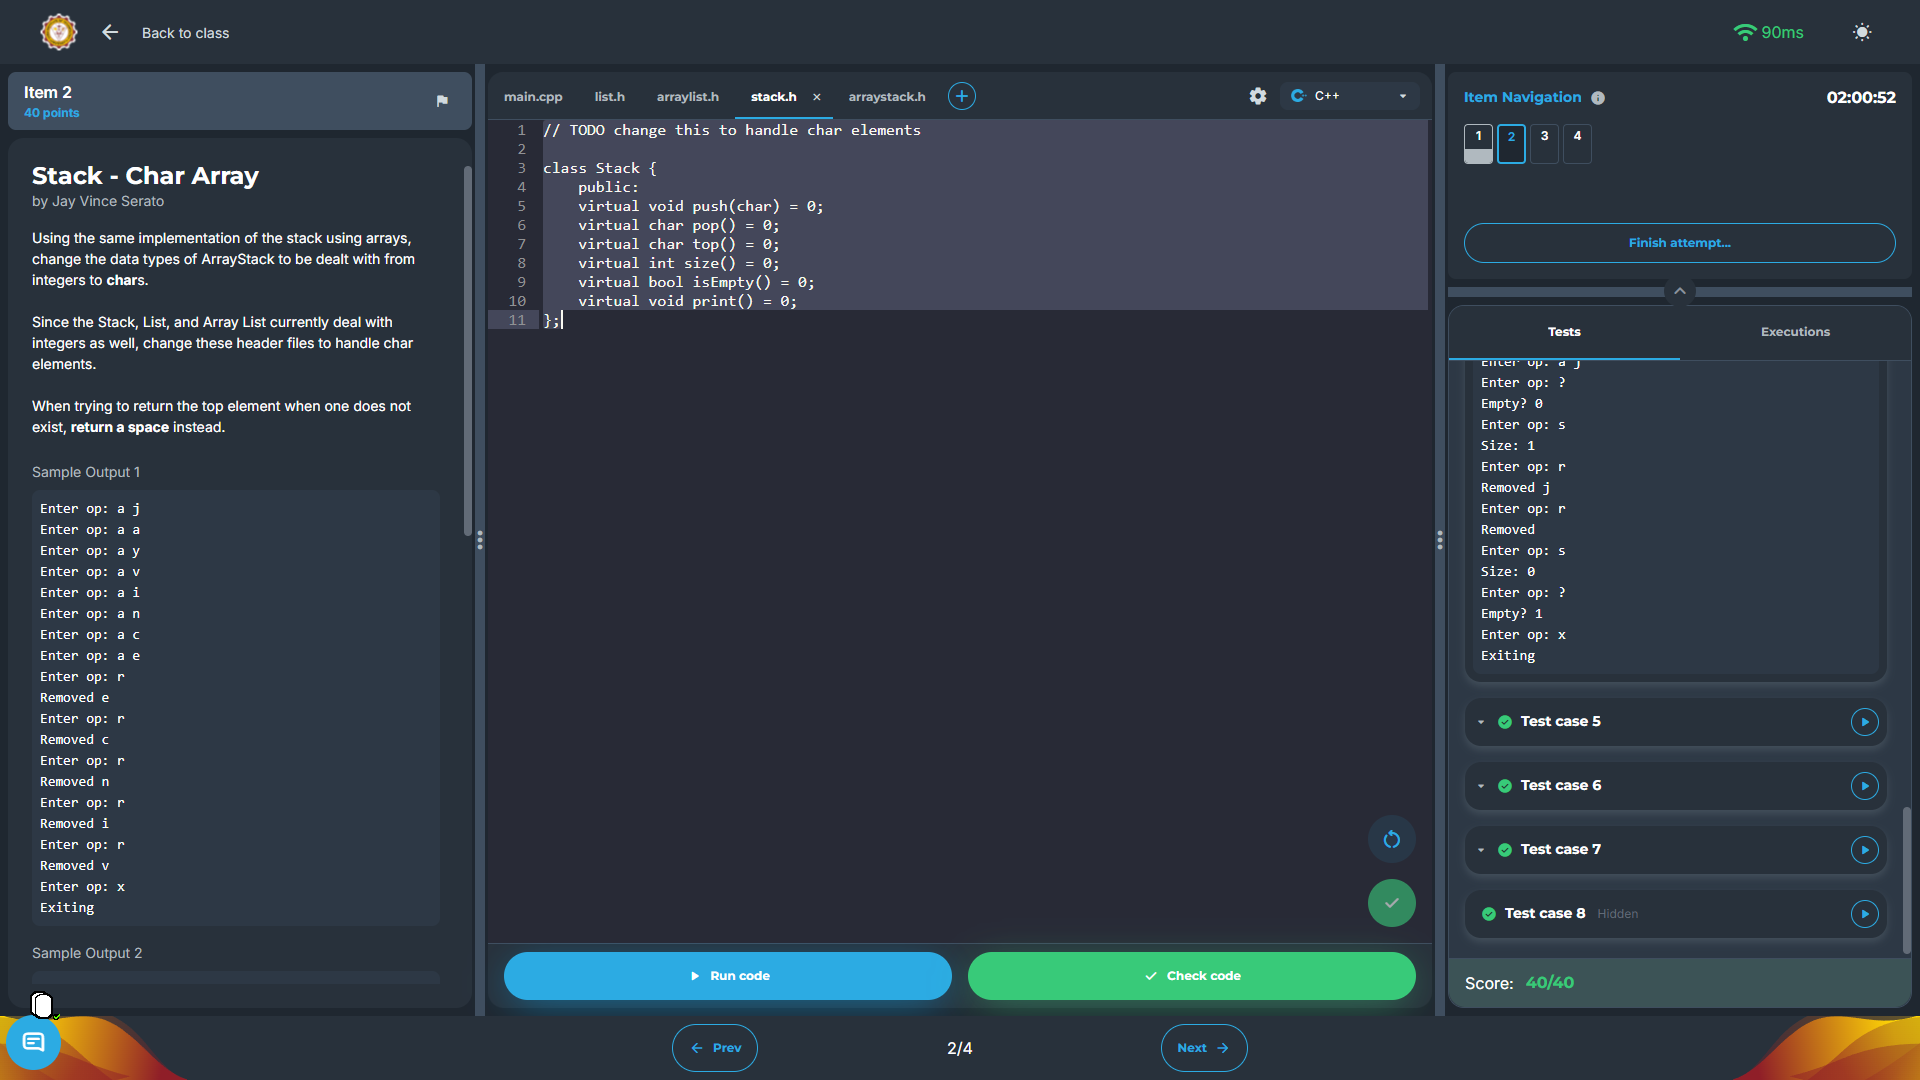 Back to class
90ms
Item 2
40 points
Stack - Char Array
by Jay Vince Serato
Using the same implementation of the stack using arrays,
change the data types of ArrayStack to be dealt with from
integers to chars.
Since the Stack, List, and Array List currently deal with
integers as well, change these header files to handle char
elements.
When trying to return the top element when one does not
exist, return a space instead.
Sample Output 1
Enter op: a j
Enter op: a a
Enter op: a y
Enter op: a v
Enter op: a i
Enter op: a n
Enter op: a c
Enter op: a e
Enter op: r
Removed e
Enter op: r
Removed c
Enter op: r
Removed n
Enter op: r
Removed i
Enter op: r
Removed v
Enter op: x
Exiting
Sample Output 2
main.cpp list.h arraylist.h stack.h × arraystack.h + C++
1 // TODO change this to handle char elements
2
3 class Stack {
4 public:
5 virtual void push(char) = 0;
6 virtual char pop() = 0;
7 virtual char top() = 0;
8 virtual int size() = 0;
9 virtual bool isEmpty() = 0;
10 virtual void print() = 0;
11 };
Run code
Check code
Item Navigation 02:00:52
1 2 3 4
Finish attempt...
Tests Executions
Enter op: a j
Enter op: ?
Empty? 0
Enter op: s
Size: 1
Enter op: r
Removed j
Enter op: r
Removed
Enter op: s
Size: 0
Enter op: ?
Empty? 1
Enter op: x
Exiting
Test case 5
Test case 6
Test case 7
Test case 8 Hidden
Score: 40/40
Prev 2/4 Next